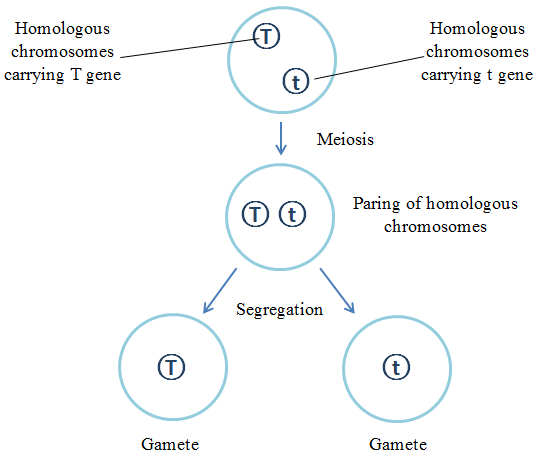 Homologous
chromosomes
carrying T gene
T
t
Homologous
chromosomes
carrying t gene
Meiosis
T t
Paring of homologous
chromosomes
Segregation
T
t
Gamete
Gamete